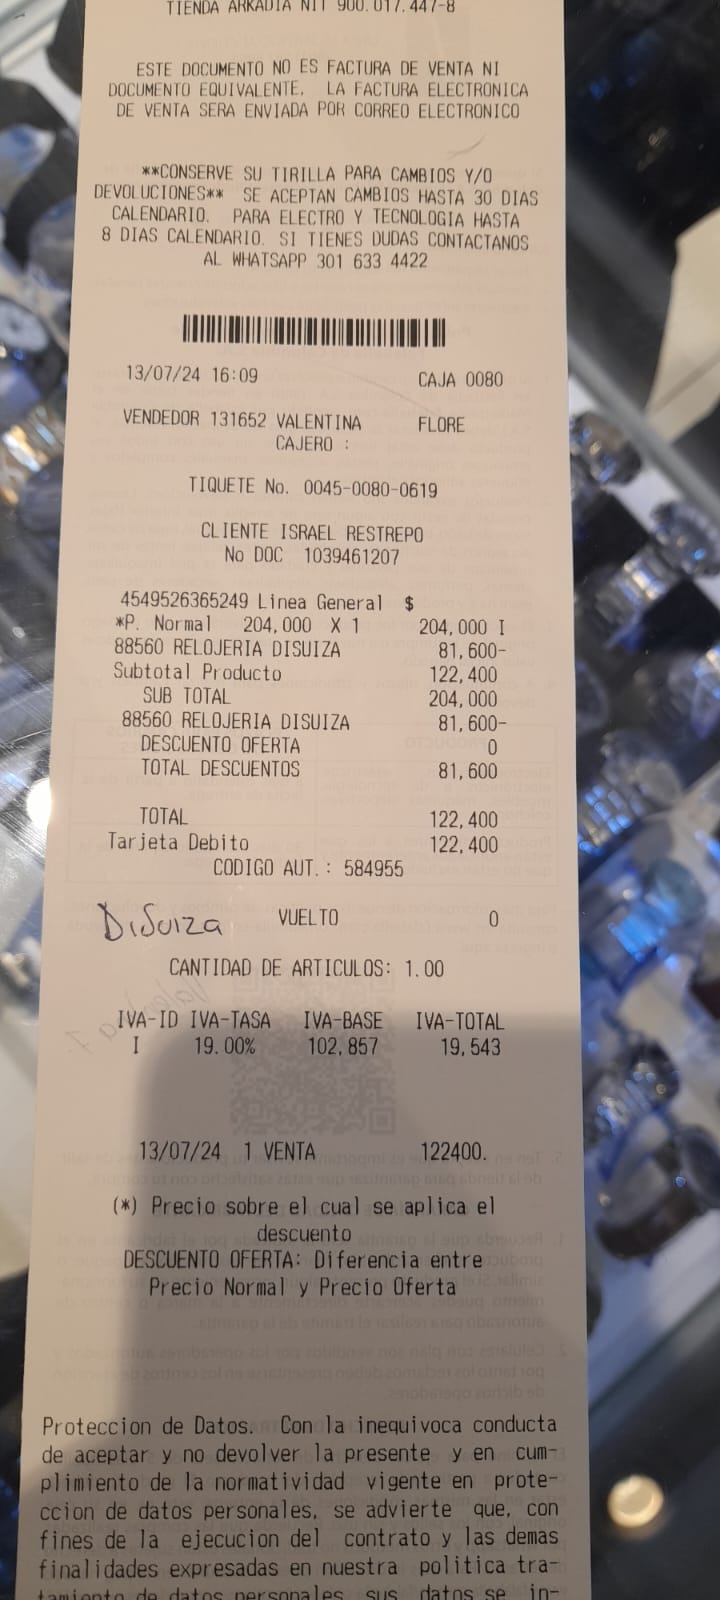 TIENDA ARKADIA NIT 900.017.447-8
ESTE DOCUMENTO NO ES FACTURA DE VENTA NI
DOCUMENTO EQUIVALENTE. LA FACTURA ELECTRONICA
DE VENTA SERA ENVIADA POR CORREO ELECTRONICO
**CONSERVE SU TIRILLA PARA CAMBIOS Y/O
DEVOLUCIONES** SE ACEPTAN CAMBIOS HASTA 30 DIAS
CALENDARIO. PARA ELECTRO Y TECNOLOGIA HASTA
8 DIAS CALENDARIO. SI TIENES DUDAS CONTACTANOS
AL WHATSAPP 301 633 4422
13/07/24 16:09 CAJA 0080
VENDEDOR 131652 VALENTINA FLORE
CAJERO :
TIQUETE No. 0045-0080-0619
CLIENTE ISRAEL RESTREPO
No DOC 1039461207
4549526365249 Linea General $
*P. Normal 204,000 X 1 204,000 I
88560 RELOJERIA DISUIZA 81,600-
Subtotal Producto 122,400
SUB TOTAL 204,000
88560 RELOJERIA DISUIZA 81,600-
DESCUENTO OFERTA 0
TOTAL DESCUENTOS 81,600
TOTAL 122,400
Tarjeta Debito 122,400
CODIGO AUT.: 584955
DiSuiza VUELTO 0
CANTIDAD DE ARTICULOS: 1.00
IVA-ID IVA-TASA IVA-BASE IVA-TOTAL
I 19.00% 102,857 19,543
13/07/24 1 VENTA 122400.
(*) Precio sobre el cual se aplica el
descuento
DESCUENTO OFERTA: Diferencia entre
Precio Normal y Precio Oferta
Proteccion de Datos. Con la inequivoca conducta
de aceptar y no devolver la presente y en cum-
plimiento de la normatividad vigente en prote-
ccion de datos personales, se advierte que, con
fines de la ejecucion del contrato y las demas
finalidades expresadas en nuestra politica tra-
tamiento de datos personales sus datos se in-